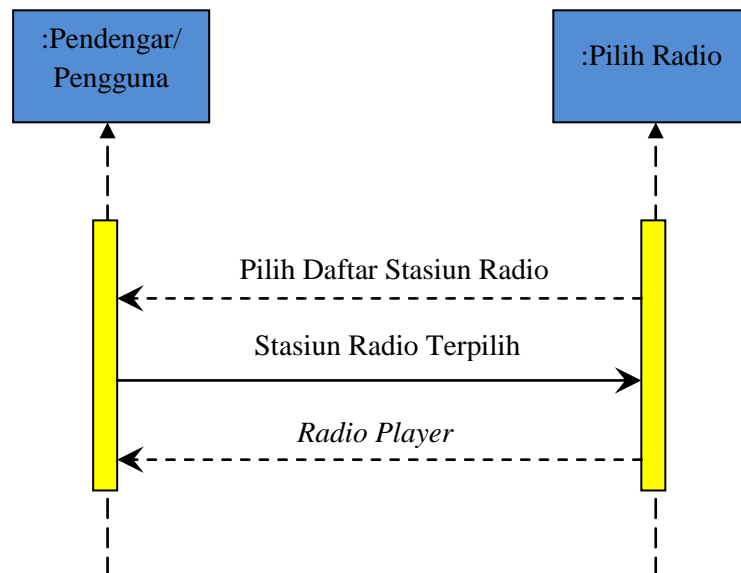 :Pendengar/
Pengguna
:Pilih Radio
Pilih Daftar Stasiun Radio
Stasiun Radio Terpilih
Radio Player